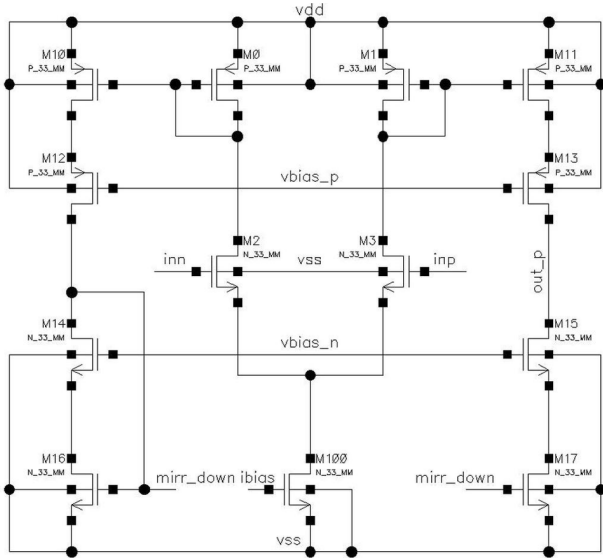 vdd
M10 M0 M1 M11
P_33_MM P_33_MM P_33_MM P_33_MM
M12 M13
P_33_MM vbias_p P_33_MM
M2 M3
inn N_33_MM vss N_33_MM inp
out_p
M14 M15
N_33_MM vbias_n N_33_MM
M16 M100 M17
N_33_MM mirr_down ibias N_33_MM mirr_down N_33_MM
vss